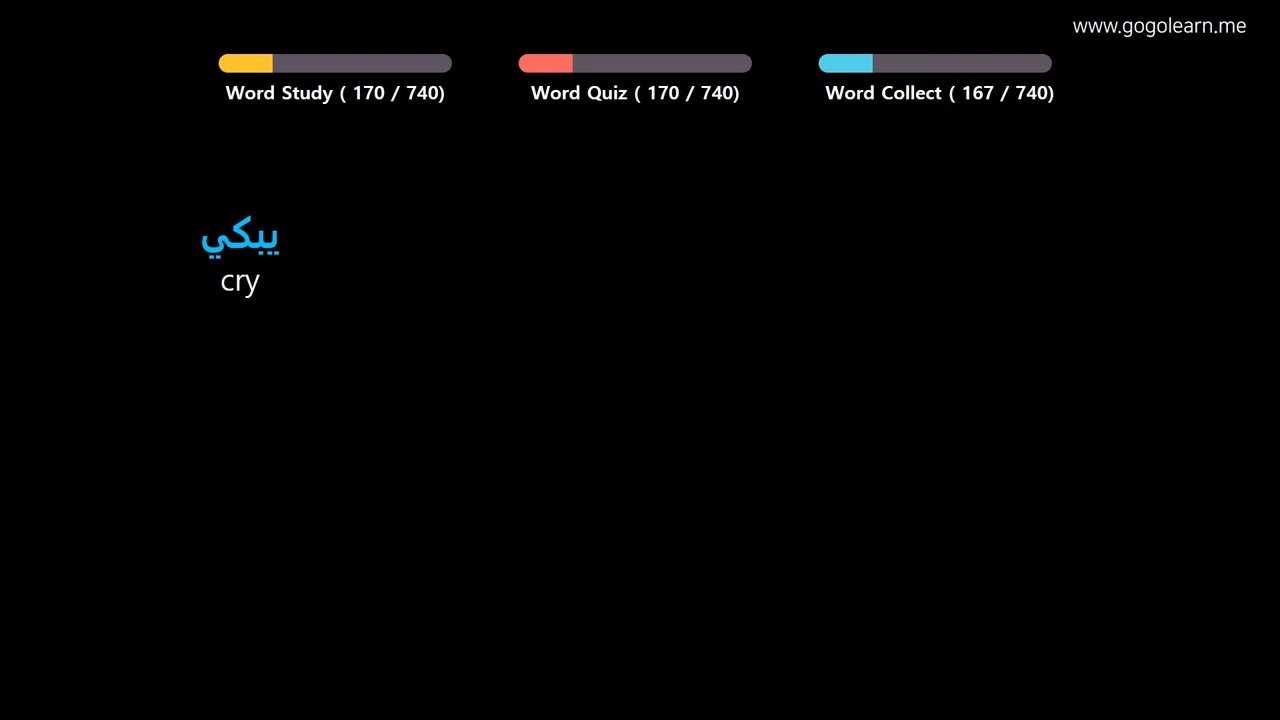 www.gogolearn.me
Word Study ( 170 / 740)
Word Quiz ( 170 / 740)
Word Collect ( 167 / 740)
يبكي
cry